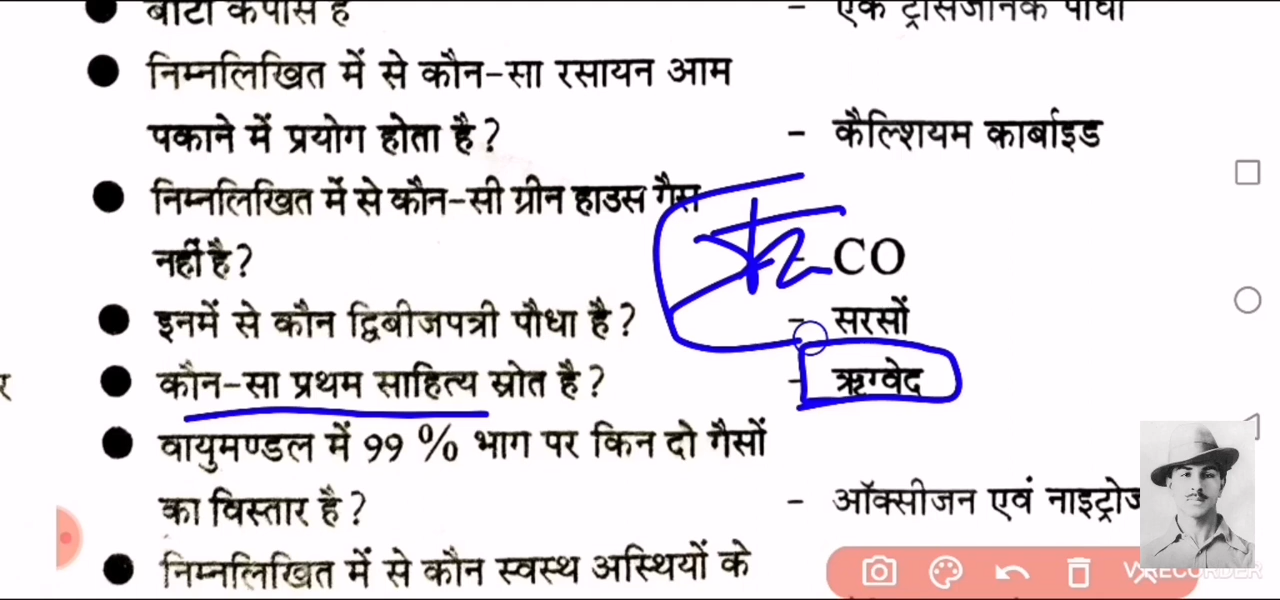 बीटी कपास है - एक ट्रांसजेनिक पौधा
निम्नलिखित में से कौन-सा रसायन आम
पकाने में प्रयोग होता है? - कैल्शियम कार्बाइड
निम्नलिखित में से कौन-सी ग्रीन हाउस गैस
नहीं है? - CO
इनमें से कौन द्विबीजपत्री पौधा है? - सरसों
कौन-सा प्रथम साहित्य स्रोत है? - ऋग्वेद
र
वायुमण्डल में 99 % भाग पर किन दो गैसों
का विस्तार है? - ऑक्सीजन एवं
निम्नलिखित में से कौन स्वस्थ अस्थियों के
VRECORDER